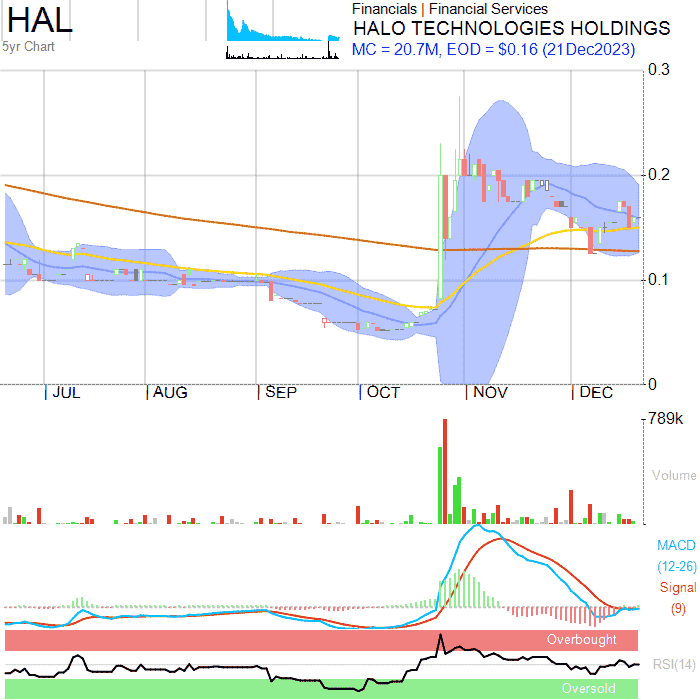 HAL
5yr Chart
Financials | Financial Services
HALO TECHNOLOGIES HOLDINGS
MC = 20.7M, EOD = $0.16 (21Dec2023)
0.3
0.2
0.1
0
JUL
AUG
SEP
OCT
NOV
DEC
789k
Volume
MACD
(12-26)
Signal
(9)
Overbought
RSI(14)
Oversold